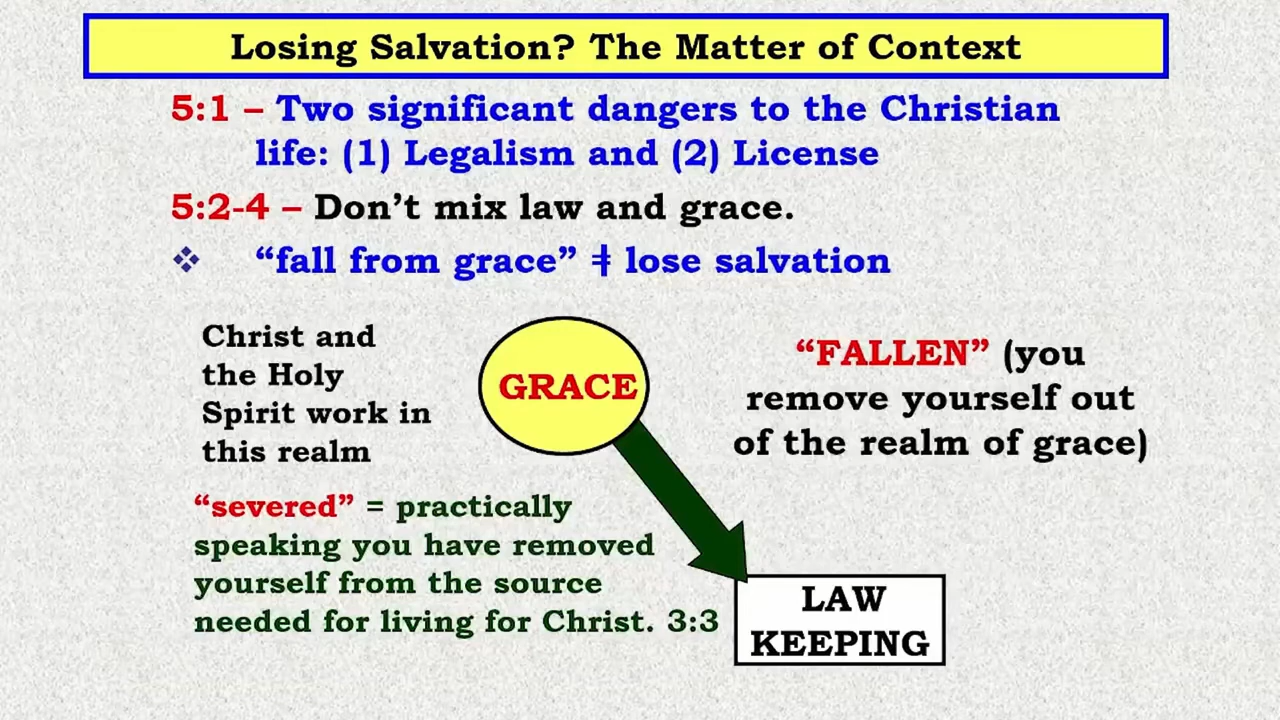 Losing Salvation? The Matter of Context
5:1 – Two significant dangers to the Christian
life: (1) Legalism and (2) License
5:2-4 – Don’t mix law and grace.
❖ “fall from grace” ǂ lose salvation
Christ and
the Holy
Spirit work in
this realm
GRACE
“FALLEN” (you
remove yourself out
of the realm of grace)
“severed” = practically
speaking you have removed
yourself from the source
needed for living for Christ. 3:3
LAW
KEEPING